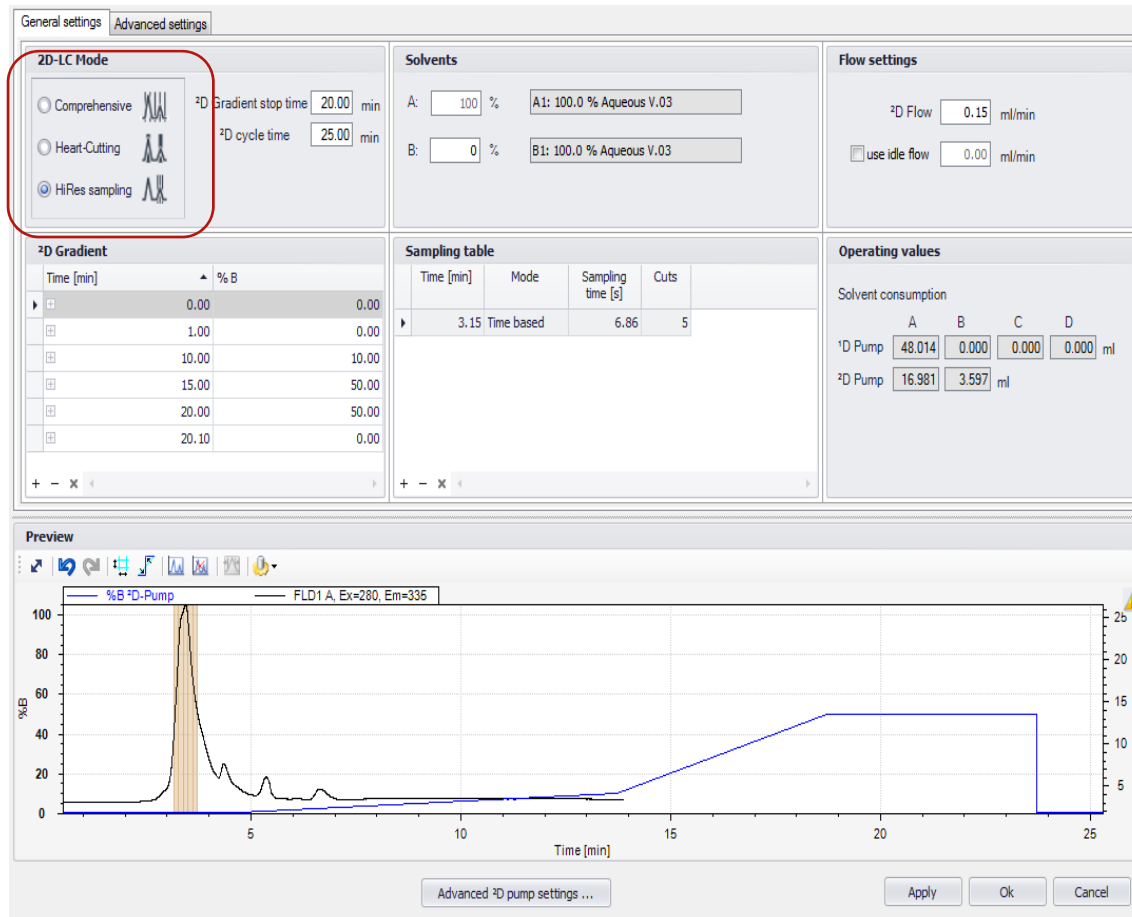 General settings
Advanced settings
2D-LC Mode
Comprehensive
Heart-Cutting
HiRes sampling
²D Gradient stop time 20.00 min
²D cycle time 25.00 min
Solvents
A: 100 % A1: 100.0 % Aqueous V.03
B: 0 % B1: 100.0 % Aqueous V.03
Flow settings
²D Flow 0.15 ml/min
use idle flow 0.00 ml/min
²D Gradient
Time [min] % B
0.00 0.00
1.00 0.00
10.00 10.00
15.00 50.00
20.00 50.00
20.10 0.00
Sampling table
Time [min] Mode Sampling time [s] Cuts
3.15 Time based 6.86 5
Operating values
Solvent consumption
A B C D
¹D Pump 48.014 0.000 0.000 0.000 ml
²D Pump 16.981 3.597 ml
Preview
%B ²D-Pump FLD1 A, Ex=280, Em=335
%B
100
80
60
40
20
0
25
20
15
10
5
5 10 15 20 25
Time [min]
Advanced ²D pump settings ...
Apply
Ok
Cancel